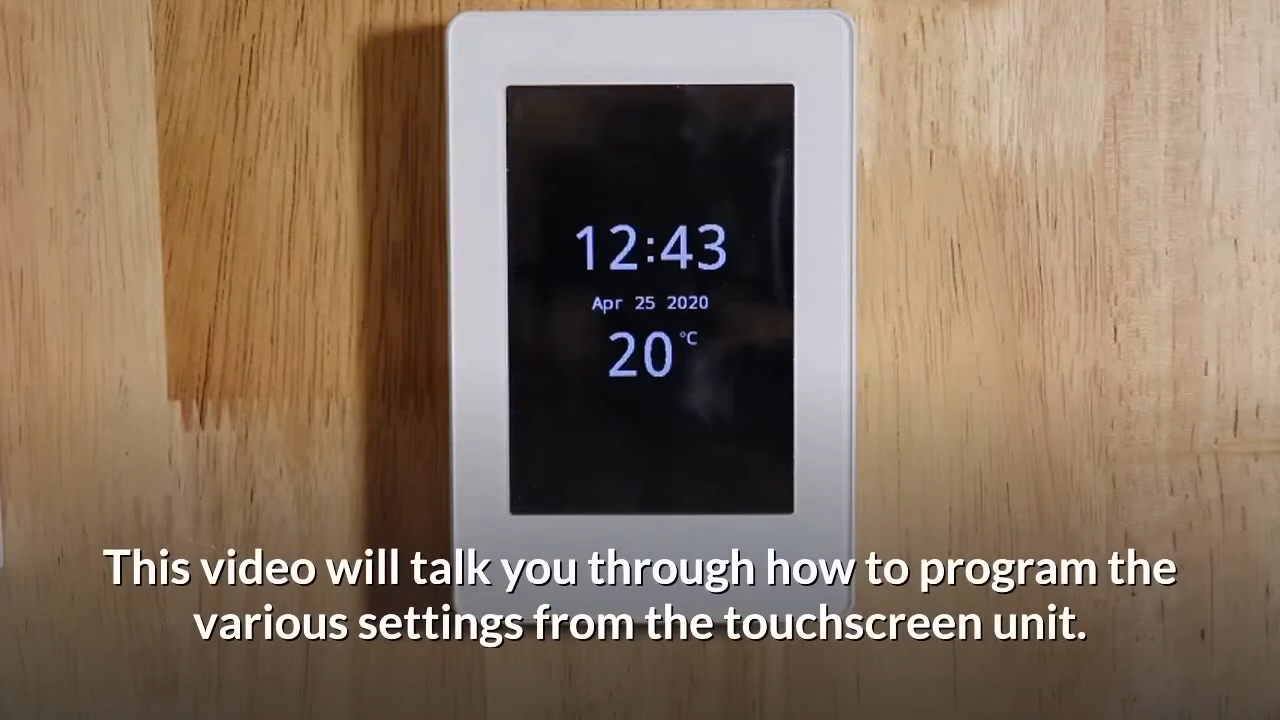 12:43
Apr 25 2020
20 °C
This video will talk you through how to program the
various settings from the touchscreen unit.